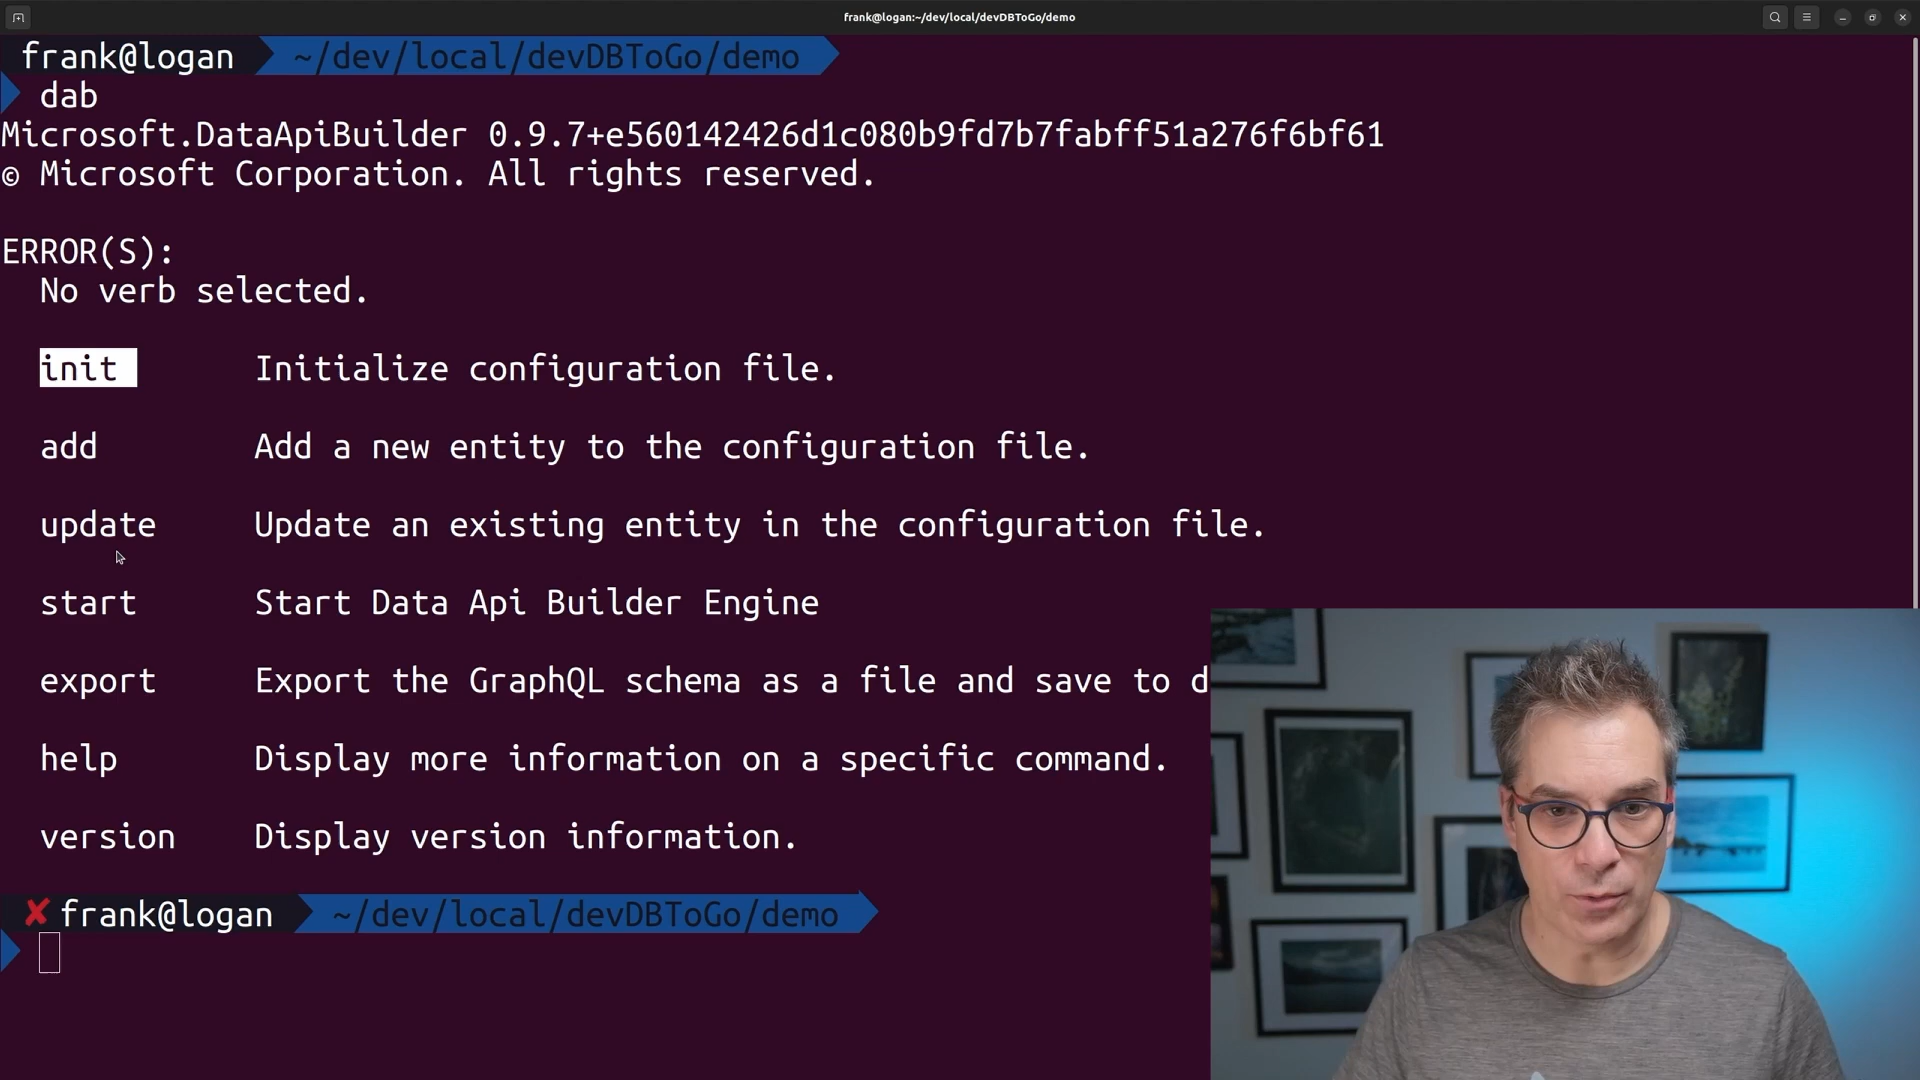 frank@logan:~/dev/local/devDBToGo/demo
frank@logan ~/dev/local/devDBToGo/demo
dab
Microsoft.DataApiBuilder 0.9.7+e560142426d1c080b9fd7b7fabff51a276f6bf61
© Microsoft Corporation. All rights reserved.
ERROR(S):
No verb selected.
init Initialize configuration file.
add Add a new entity to the configuration file.
update Update an existing entity in the configuration file.
start Start Data Api Builder Engine
export Export the GraphQL schema as a file and save to d
help Display more information on a specific command.
version Display version information.
✘ frank@logan ~/dev/local/devDBToGo/demo